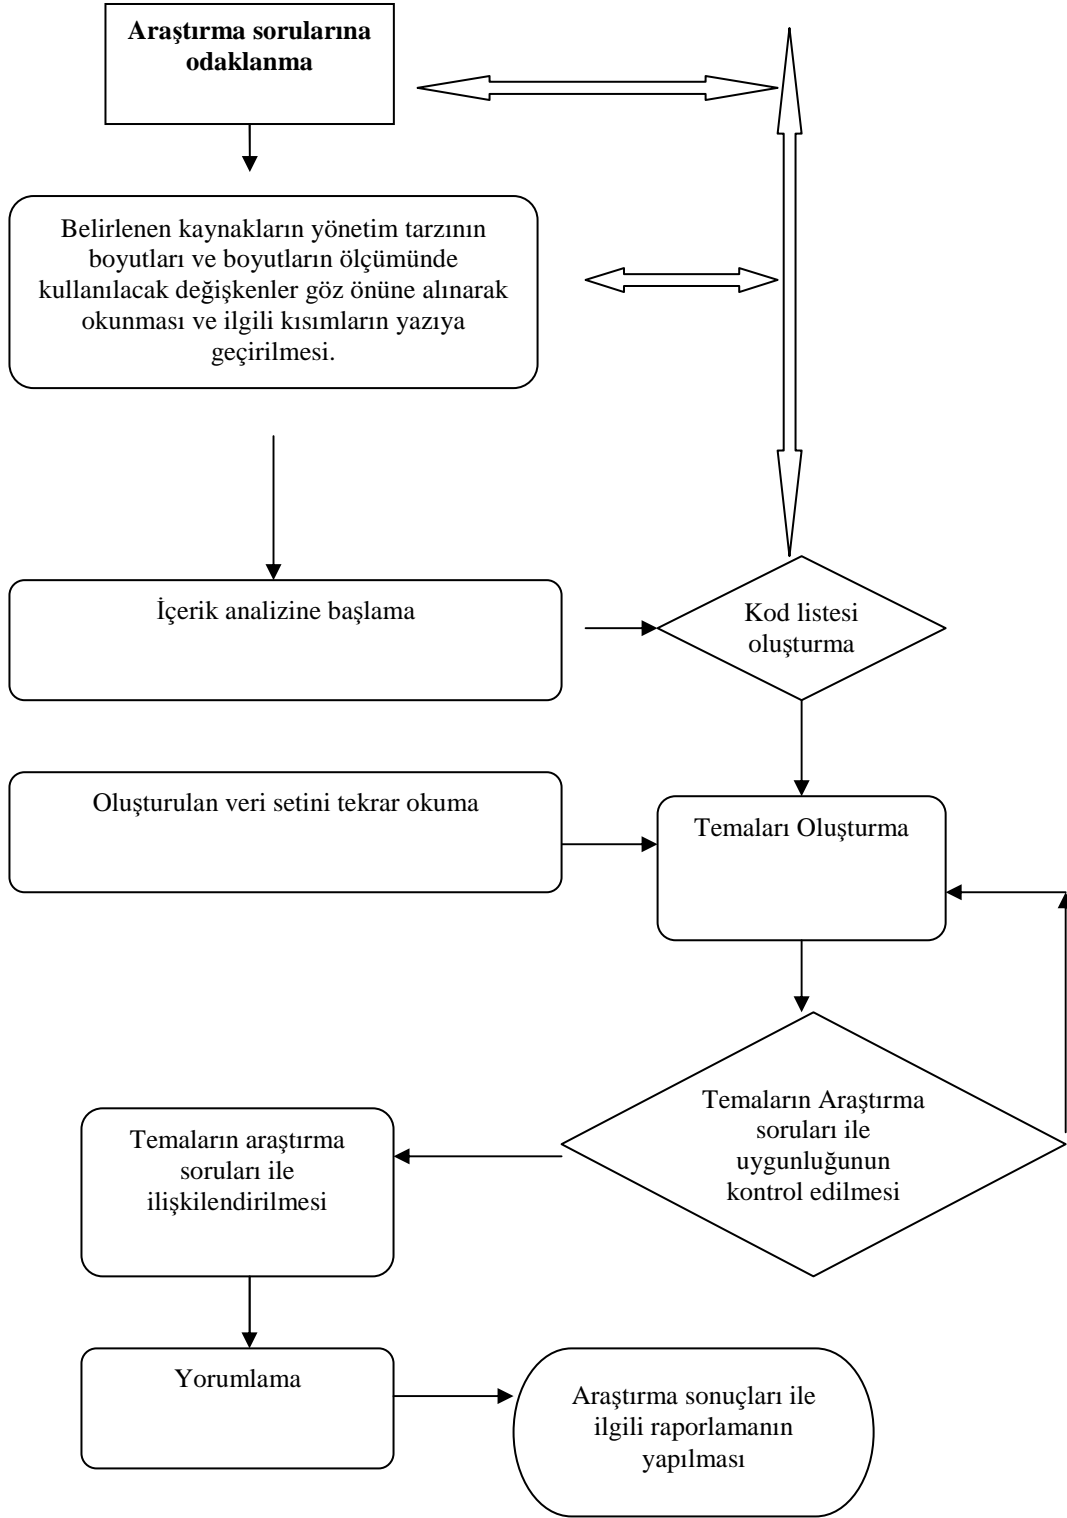 Araştırma sorularına
odaklanma
Belirlenen kaynakların yönetim tarzının
boyutları ve boyutların ölçümünde
kullanılacak değişkenler göz önüne alınarak
okunması ve ilgili kısımların yazıya
geçirilmesi.
İçerik analizine başlama
Kod listesi
oluşturma
Oluşturulan veri setini tekrar okuma
Temaları Oluşturma
Temaların Araştırma
soruları ile
uygunluğunun
kontrol edilmesi
Temaların araştırma
soruları ile
ilişkilendirilmesi
Yorumlama
Araştırma sonuçları ile
ilgili raporlamanın
yapılması